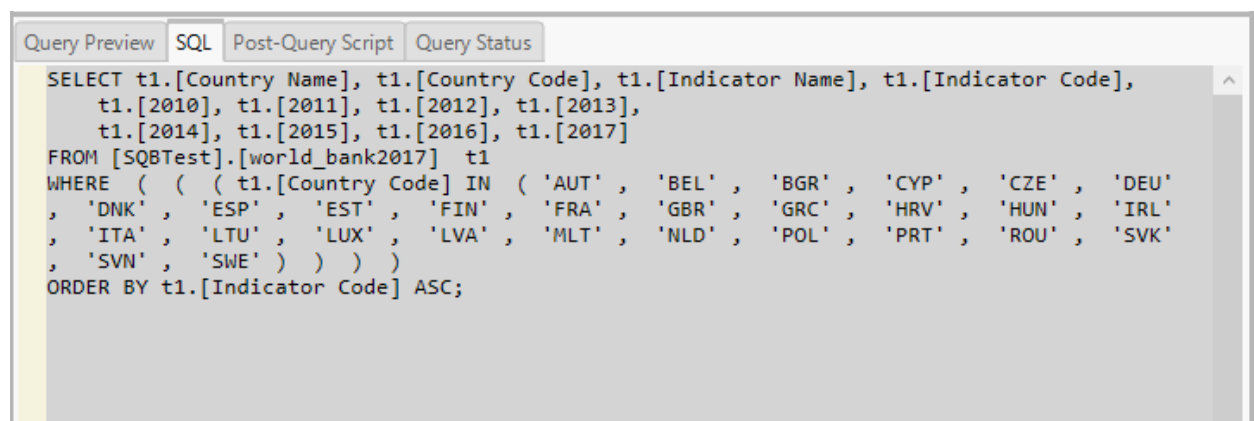 Query Preview SQL Post-Query Script Query Status
SELECT t1.[Country Name], t1.[Country Code], t1.[Indicator Name], t1.[Indicator Code],
t1.[2010], t1.[2011], t1.[2012], t1.[2013],
t1.[2014], t1.[2015], t1.[2016], t1.[2017]
FROM [SQBTest].[world_bank2017]  t1
WHERE  (  (  ( t1.[Country Code] IN  ( 'AUT' ,  'BEL' ,  'BGR' ,  'CYP' ,  'CZE' ,  'DEU'
,  'DNK' ,  'ESP' ,  'EST' ,  'FIN' ,  'FRA' ,  'GBR' ,  'GRC' ,  'HRV' ,  'HUN' ,  'IRL'
,  'ITA' ,  'LTU' ,  'LUX' ,  'LVA' ,  'MLT' ,  'NLD' ,  'POL' ,  'PRT' ,  'ROU' ,  'SVK'
,  'SVN' ,  'SWE' )  )  )  )
ORDER BY t1.[Indicator Code] ASC;